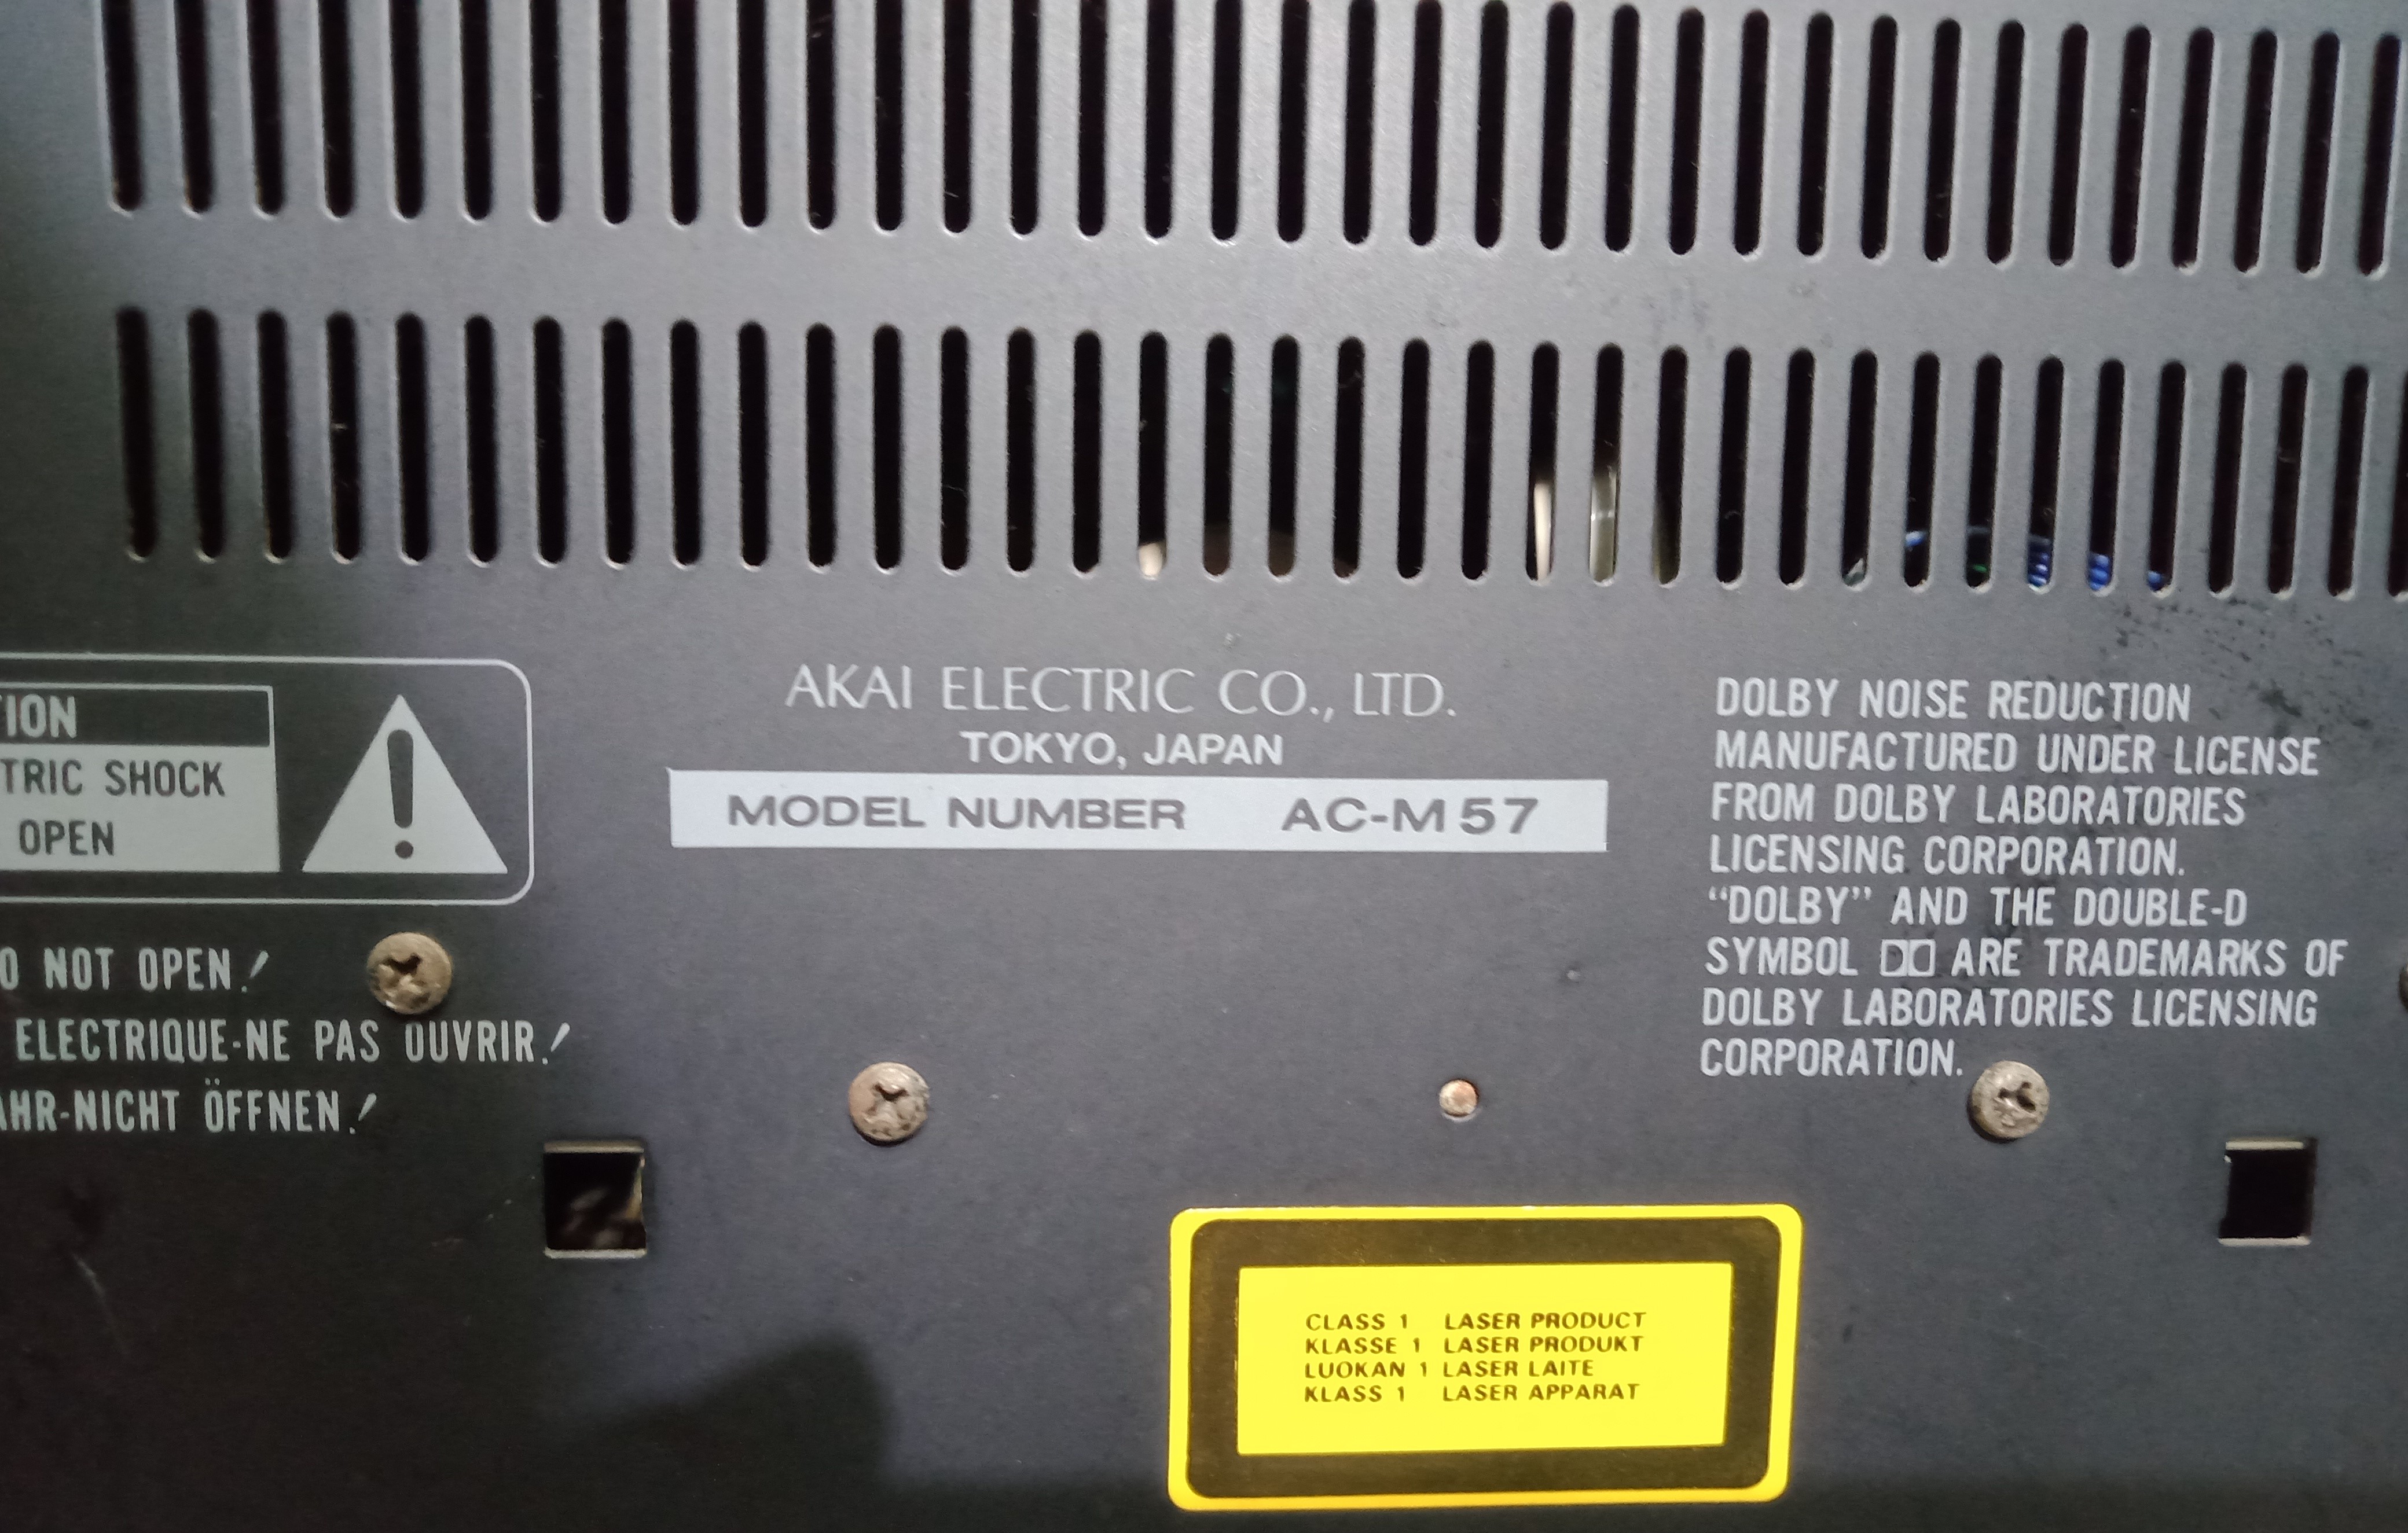 TION
TRIC SHOCK
OPEN
O NOT OPEN!
ELECTRIQUE-NE PAS OUVRIR!
AHR-NICHT ÖFFNEN!
AKAI ELECTRIC CO., LTD.
TOKYO, JAPAN
MODEL NUMBER AC-M57
DOLBY NOISE REDUCTION
MANUFACTURED UNDER LICENSE
FROM DOLBY LABORATORIES
LICENSING CORPORATION.
“DOLBY” AND THE DOUBLE-D
SYMBOL ARE TRADEMARKS OF
DOLBY LABORATORIES LICENSING
CORPORATION.
CLASS 1 LASER PRODUCT
KLASSE 1 LASER PRODUKT
LUOKAN 1 LASER LAITE
KLASS 1 LASER APPARAT